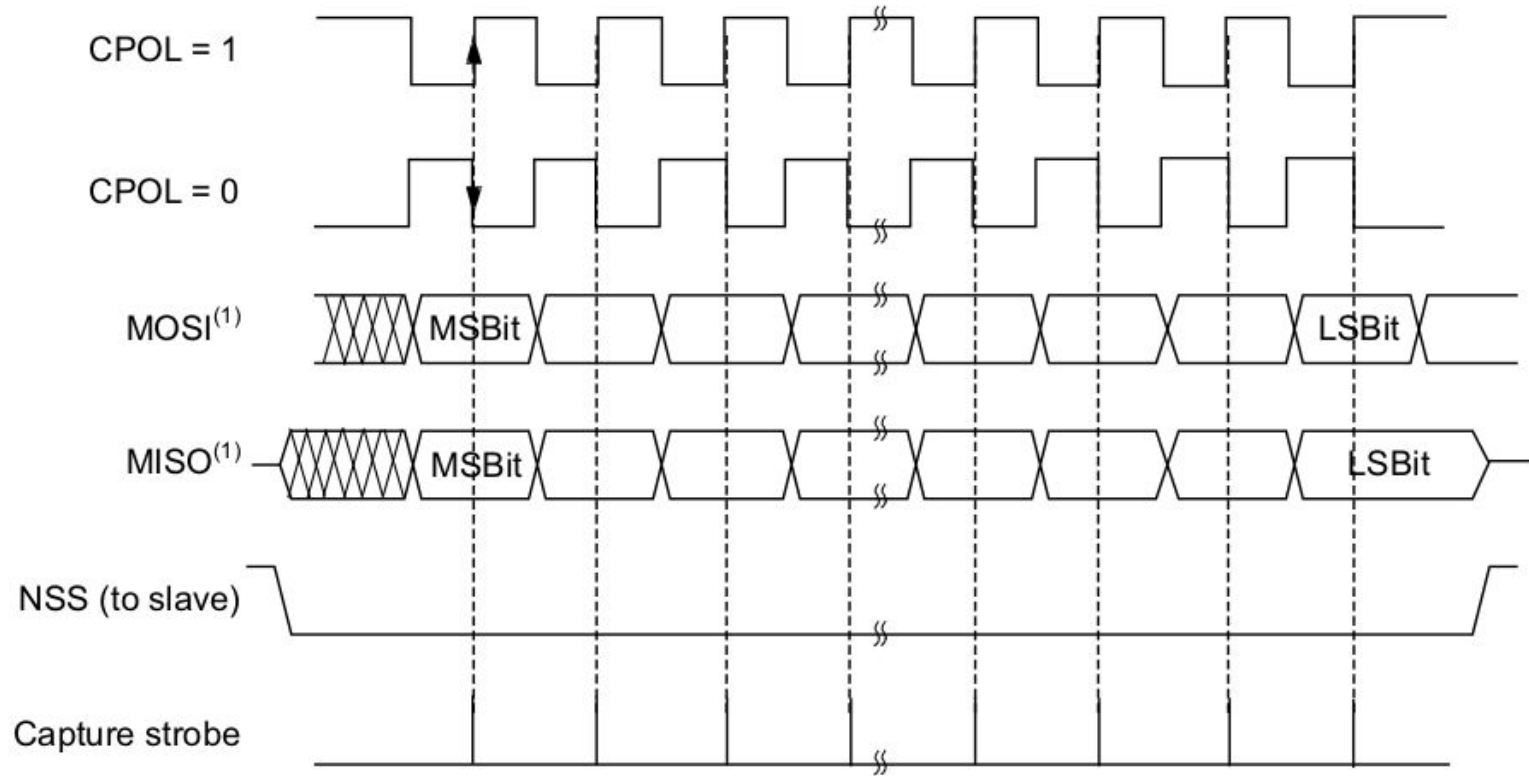 CPOL = 1
CPOL = 0
MOSI(1)
MSBit
LSBit
MISO(1)
MSBit
LSBit
NSS (to slave)
Capture strobe